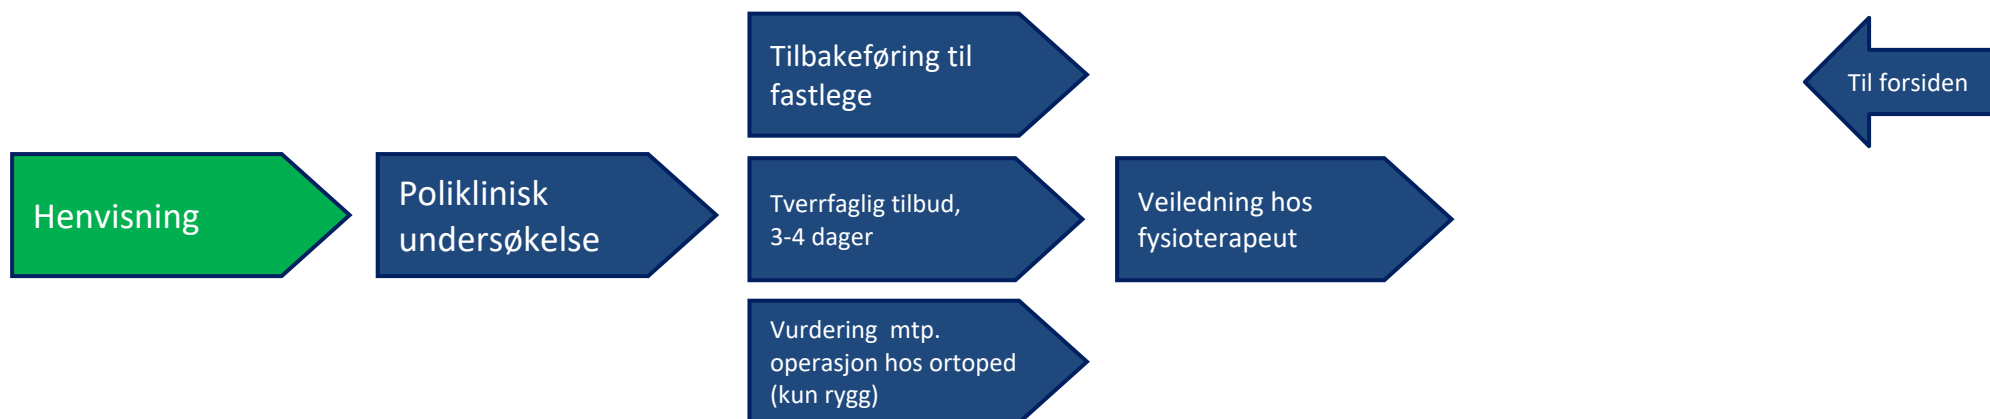 Henvisning
Poliklinisk
undersøkelse
Tilbakeføring til
fastlege
Tverrfaglig tilbud,
3-4 dager
Vurdering  mtp.
operasjon hos ortoped
(kun rygg)
Veiledning hos
fysioterapeut
Til forsiden